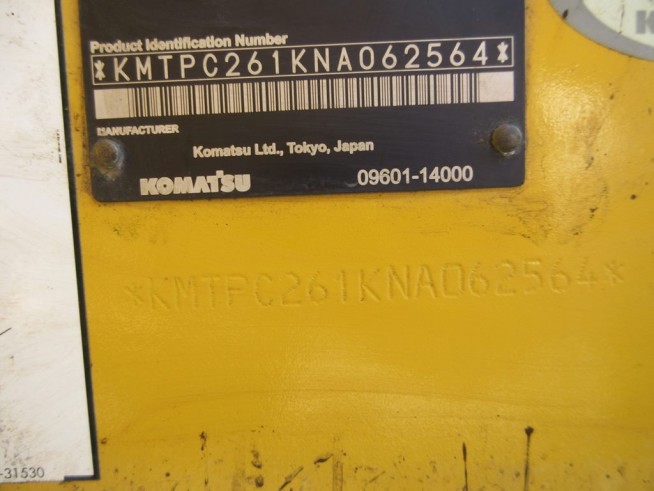 Product Identification Number
*KMTPC261KNA062564*
MANUFACTURER
Komatsu Ltd., Tokyo, Japan
KOMATSU
09601-14000
*KMTPC261KNA062564*
-31530